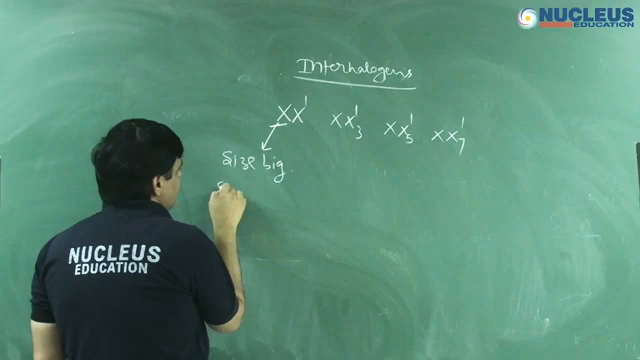 NUCLEUS
EDUCATION
Interhalogens
XX' XX'₃ XX'₅ XX'₇
Size big
NUCLEUS
EDUCATION